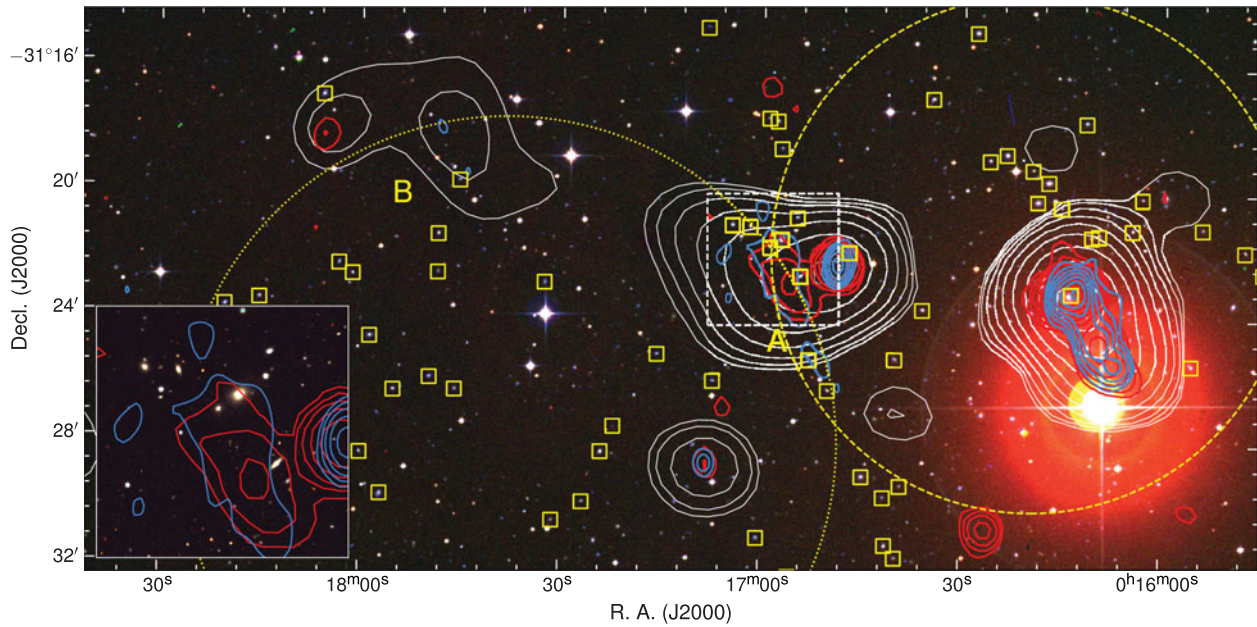 −31°16′
20′
24′
28′
32′
Decl. (J2000)
B
A
30ˢ
18ᵐ00ˢ
30ˢ
17ᵐ00ˢ
30ˢ
0ʰ16ᵐ00ˢ
R. A. (J2000)